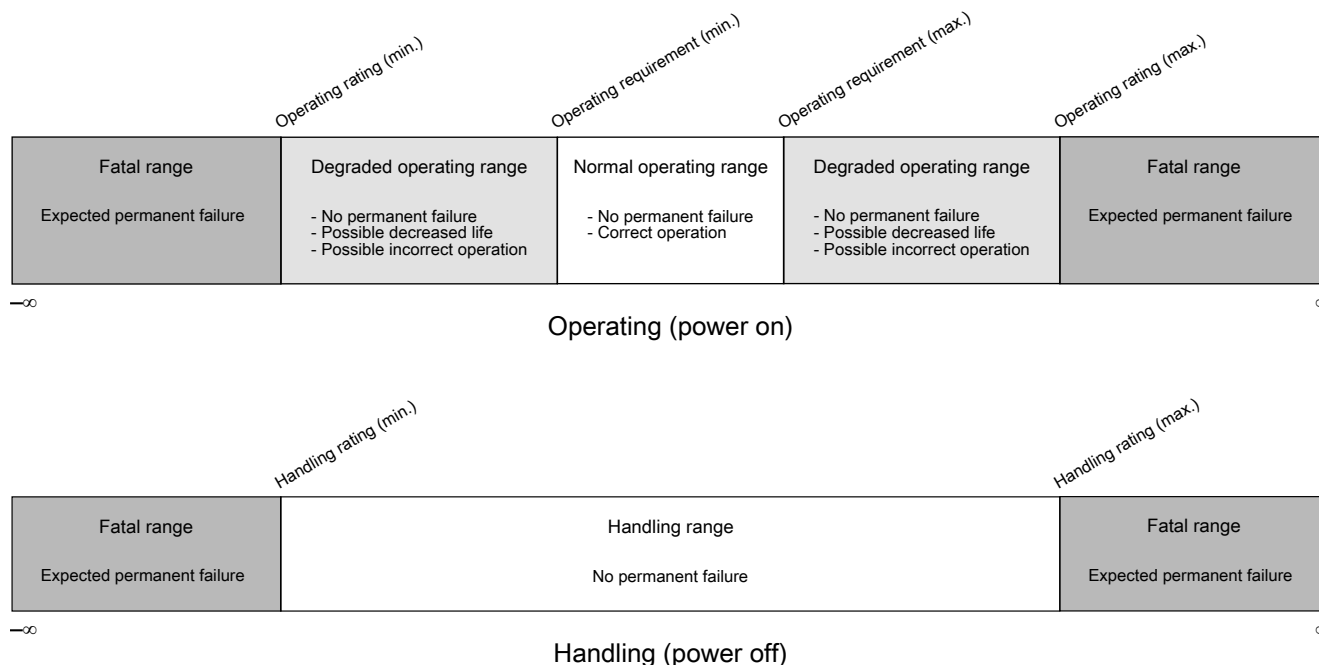 Operating rating (min.)
Operating requirement (min.)
Operating requirement (max.)
Operating rating (max.)
Fatal range
Degraded operating range
Normal operating range
Degraded operating range
Fatal range
Expected permanent failure
- No permanent failure
- Possible decreased life
- Possible incorrect operation
- No permanent failure
- Correct operation
- No permanent failure
- Possible decreased life
- Possible incorrect operation
Expected permanent failure
–∞
Operating (power on)
Handling rating (min.)
Handling rating (max.)
Fatal range
Handling range
Fatal range
Expected permanent failure
No permanent failure
Expected permanent failure
–∞
Handling (power off)